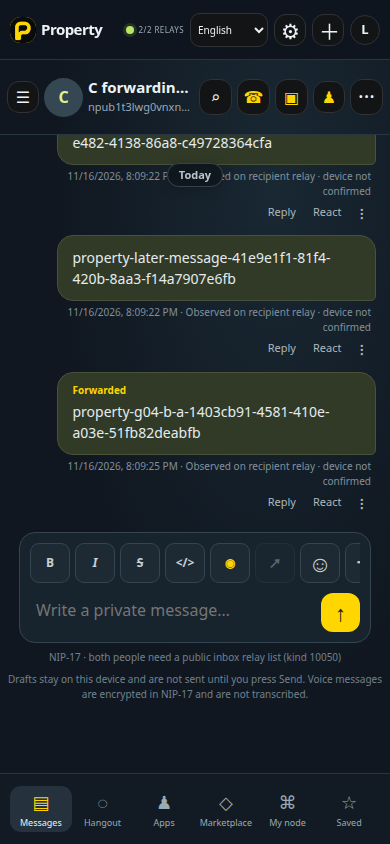 Property
2/2 RELAYS
English
L
C
C forwardin...
npub1t3lwg0vnxn...
e482-4138-86a8-c49728364cfa
Today
11/16/2026, 8:09:22 P
ed on recipient relay · device not
confirmed
Reply React
property-later-message-41e9e1f1-81f4-
420b-8aa3-f14a7907e6fb
11/16/2026, 8:09:22 PM · Observed on recipient relay · device not
confirmed
Reply React
Forwarded
property-g04-b-a-1403cb91-4581-410e-
a03e-51fb82deabfb
11/16/2026, 8:09:25 PM · Observed on recipient relay · device not
confirmed
Reply React
B I S </>
Write a private message...
NIP-17 · both people need a public inbox relay list (kind 10050)
Drafts stay on this device and are not sent until you press Send. Voice messages
are encrypted in NIP-17 and are not transcribed.
Messages Hangout Apps Marketplace My node Saved